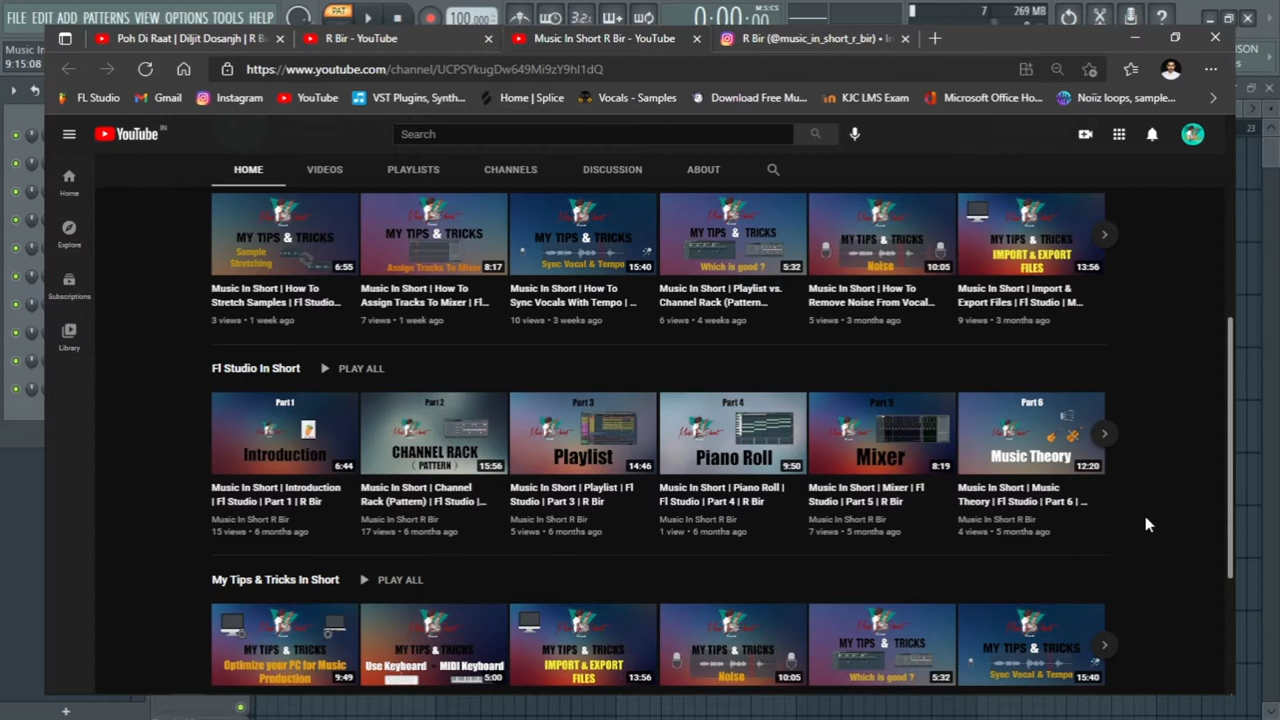 FILE EDIT ADD PATTERNS VIEW OPTIONS TOOLS HELP
PAT
100.000
3.2
0:00:00
M:S:CS
7
269 MB
Music In
9:15:08
Poh Di Raat | Diljit Dosanjh | R B
R Bir - YouTube
Music In Short R Bir - YouTube
R Bir (@music_in_short_r_bir) • In
https://www.youtube.com/channel/UCPSYkugDw649Mi9zY9hI1dQ
FL Studio
Gmail
Instagram
YouTube
VST Plugins, Synth...
Home | Splice
Vocals - Samples
Download Free Mu...
KJC LMS Exam
Microsoft Office Ho...
Noiiz loops, sample...
YouTube IN
Search
23
HOME
VIDEOS
PLAYLISTS
CHANNELS
DISCUSSION
ABOUT
Home
Explore
Subscriptions
Library
MY TIPS & TRICKS
Sample
Stretching
6:55
MY TIPS & TRICKS
Assign Tracks To Mixer
8:17
MY TIPS & TRICKS
Sync Vocal & Tempo
15:40
MY TIPS & TRICKS
Which is good ?
5:32
MY TIPS & TRICKS
Noise
10:05
MY TIPS & TRICKS
IMPORT & EXPORT
FILES
13:56
Music In Short | How To
Stretch Samples | Fl Studio...
3 views • 1 week ago
Music In Short | How To
Assign Tracks To Mixer | Fl...
7 views • 1 week ago
Music In Short | How To
Sync Vocals With Tempo | ...
10 views • 3 weeks ago
Music In Short | Playlist vs.
Channel Rack (Pattern...
6 views • 4 weeks ago
Music In Short | How To
Remove Noise From Vocal...
5 views • 3 months ago
Music In Short | Import &
Export Files | Fl Studio | M...
9 views • 3 months ago
Fl Studio In Short
PLAY ALL
Part 1
Introduction
6:44
Part 2
CHANNEL RACK
( PATTERN )
15:56
Part 3
Playlist
14:46
Part 4
Piano Roll
9:50
Part 5
Mixer
8:19
Part 6
Music Theory
12:20
Music In Short | Introduction
| Fl Studio | Part 1 | R Bir
Music In Short R Bir
15 views • 6 months ago
Music In Short | Channel
Rack (Pattern) | Fl Studio |...
Music In Short R Bir
17 views • 6 months ago
Music In Short | Playlist | Fl
Studio | Part 3 | R Bir
Music In Short R Bir
5 views • 6 months ago
Music In Short | Piano Roll |
Fl Studio | Part 4 | R Bir
Music In Short R Bir
1 view • 6 months ago
Music In Short | Mixer | Fl
Studio | Part 5 | R Bir
Music In Short R Bir
7 views • 5 months ago
Music In Short | Music
Theory | Fl Studio | Part 6 | ...
Music In Short R Bir
4 views • 5 months ago
My Tips & Tricks In Short
PLAY ALL
MY TIPS & TRICKS
Optimize your PC for Music
Production
9:49
MY TIPS & TRICKS
Use Keyboard - MIDI Keyboard
5:00
MY TIPS & TRICKS
IMPORT & EXPORT
FILES
13:56
MY TIPS & TRICKS
Noise
10:05
MY TIPS & TRICKS
Which is good ?
5:32
MY TIPS & TRICKS
Sync Vocal & Tempo
15:40